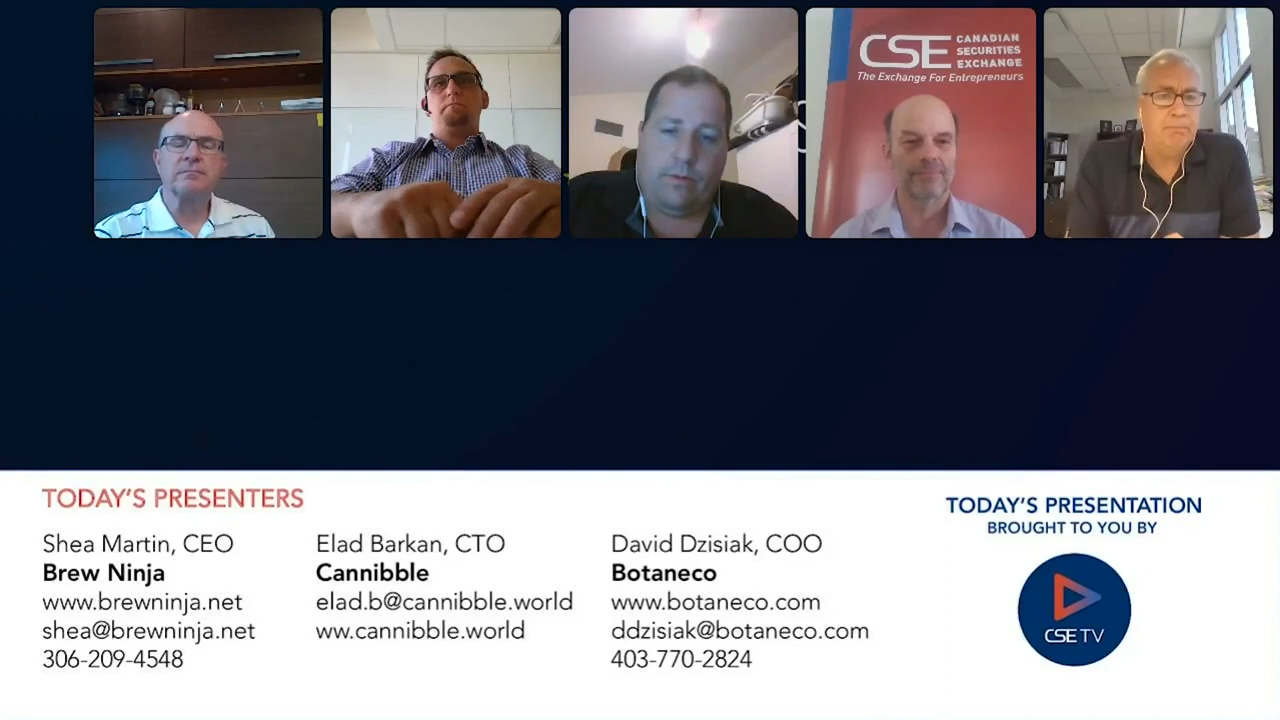 CSE CANADIAN
SECURITIES
EXCHANGE
The Exchange For Entrepreneurs
TODAY'S PRESENTERS
Shea Martin, CEO
Brew Ninja
www.brewninja.net
shea@brewninja.net
306-209-4548
Elad Barkan, CTO
Cannibble
elad.b@cannibble.world
ww.cannibble.world
David Dzisiak, COO
Botaneco
www.botaneco.com
ddzisiak@botaneco.com
403-770-2824
TODAY'S PRESENTATION
BROUGHT TO YOU BY
CSE TV